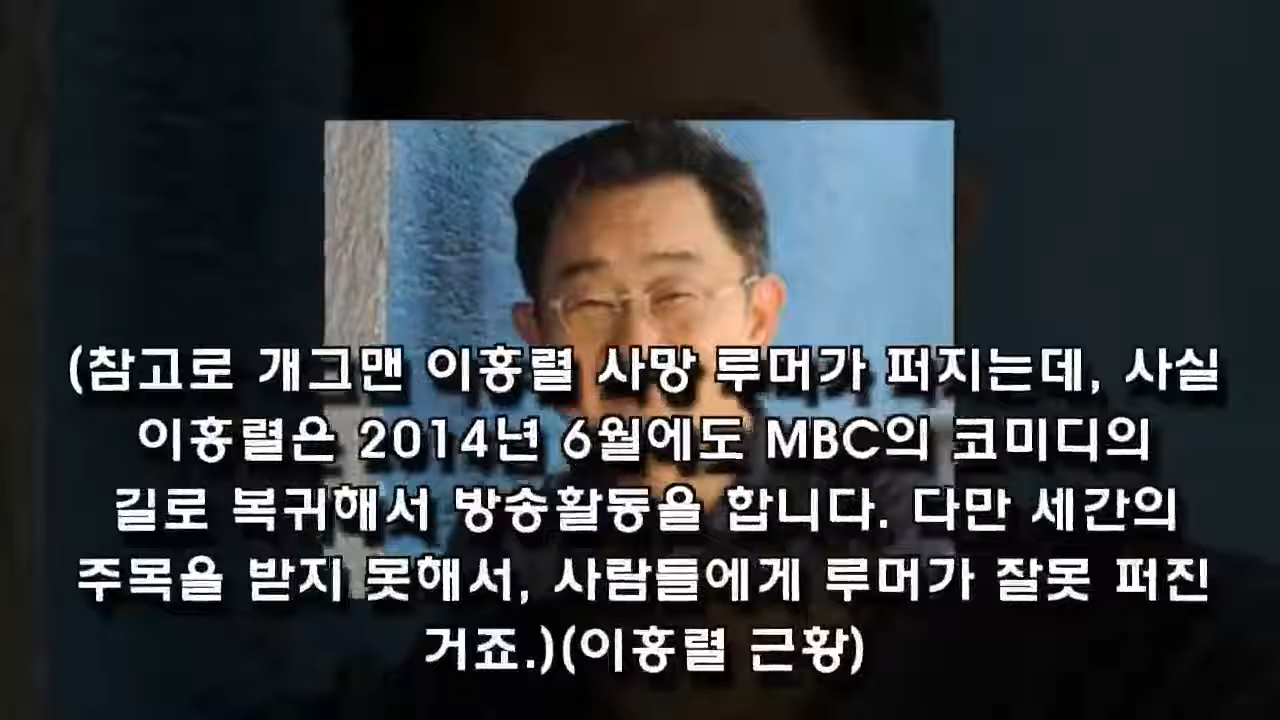 (참고로 개그맨 이홍렬 사망 루머가 퍼지는데, 사실
이홍렬은 2014년 6월에도 MBC의 코미디의
길로 복귀해서 방송활동을 합니다. 다만 세간의
주목을 받지 못해서, 사람들에게 루머가 잘못 퍼진
거죠.)(이홍렬 근황)